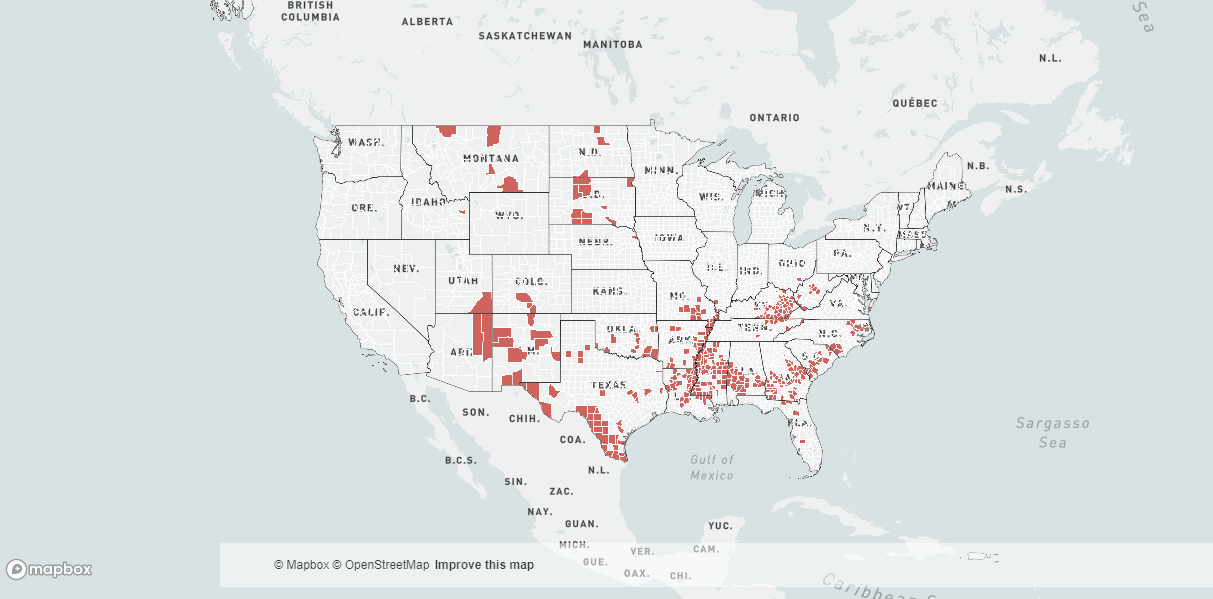 BRITISH
COLUMBIA
ALBERTA
SASKATCHEWAN
MANITOBA
Sea
N.L.
QUÉBEC
ONTARIO
WASH.
MONTANA
N.D.
MINN.
N.B.
MAINE
N.S.
ORE.
IDAHO
WYO.
WIS.
MICH.
VT.
N.Y.
MASS
NEBR.
IOWA
PA.
NEV.
UTAH
COLO.
KANS.
ILL.
IND.
OHIO
CALIF.
MO.
KY.
VA.
OKLA.
ARK.
TENN.
N.C.
TEXAS
FLA.
B.C.
SON.
CHIH.
COA.
Sargasso
Sea
B.C.S.
N.L.
Gulf of
Mexico
SIN.
ZAC.
NAY.
GUAN.
YUC.
MICH.
VER.
CAM.
GUE.
OAX.
CHI.
mapbox
© Mapbox © OpenStreetMap Improve this map
Caribbean